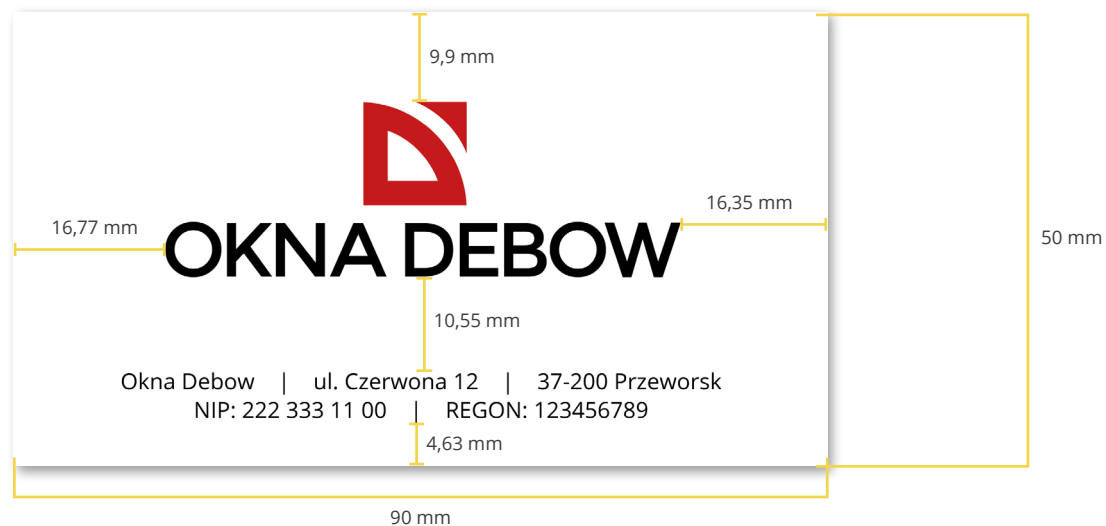 9,9 mm
16,35 mm
16,77 mm
OKNA DEBOW
50 mm
10,55 mm
Okna Debow | ul. Czerwona 12 | 37-200 Przeworsk
NIP: 222 333 11 00 | REGON: 123456789
4,63 mm
90 mm